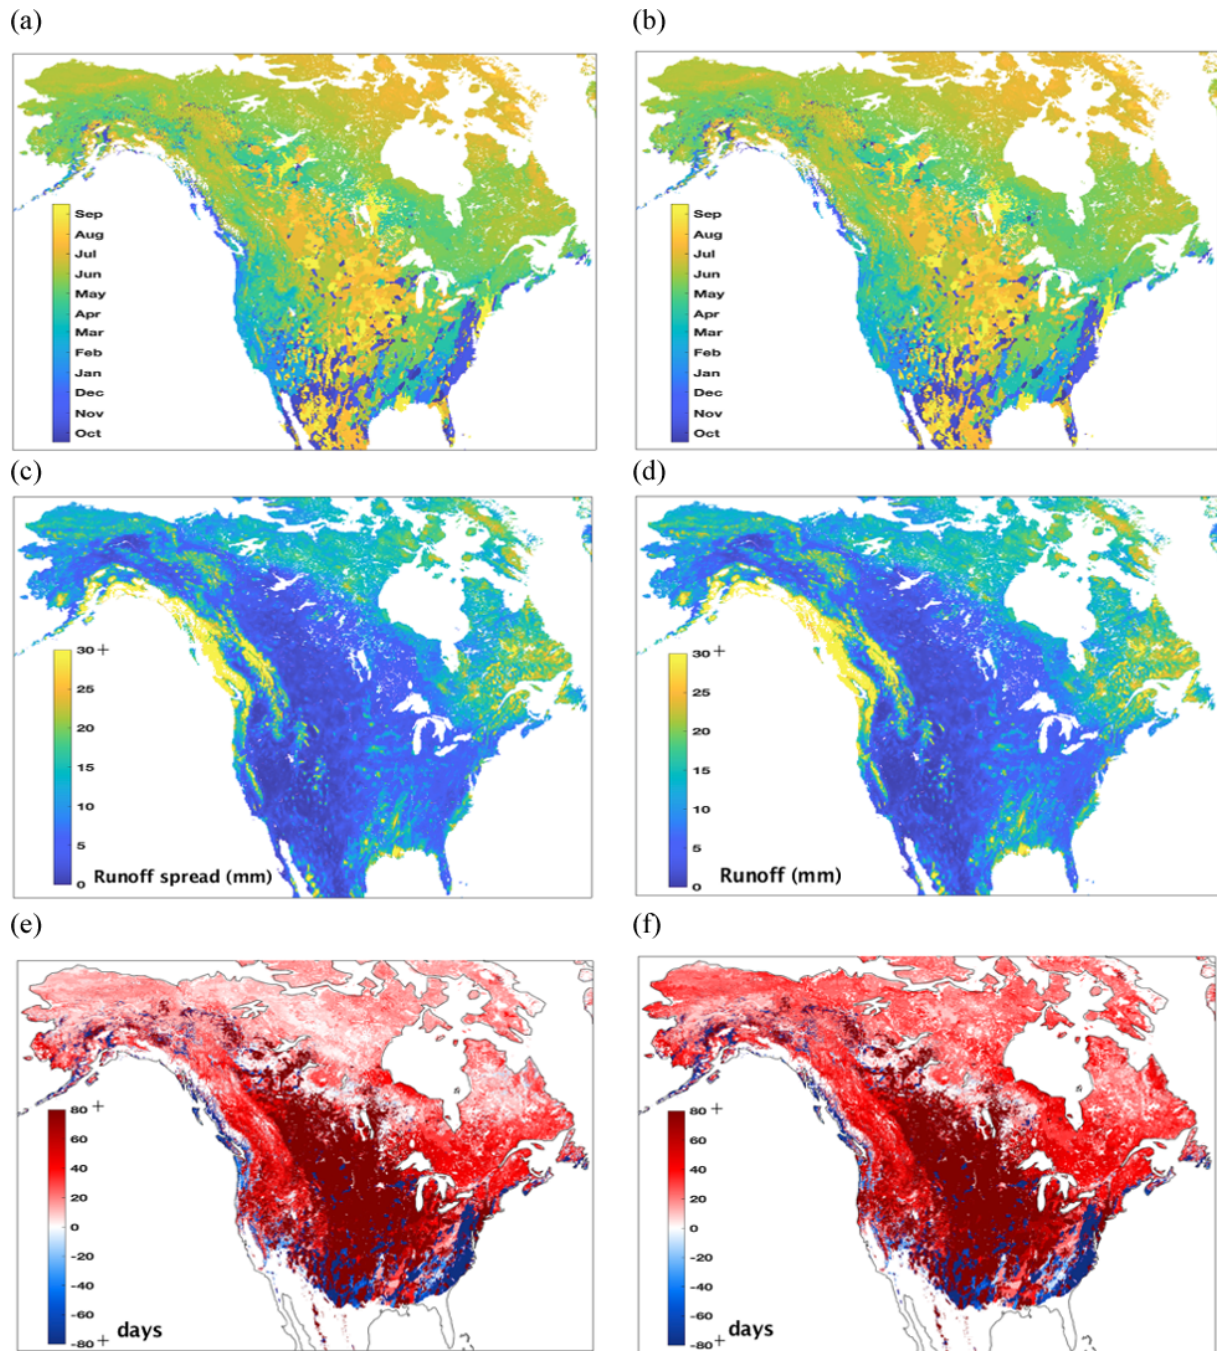 (a)
(b)
Sep
Aug
Jul
Jun
May
Apr
Mar
Feb
Jan
Dec
Nov
Oct
Sep
Aug
Jul
Jun
May
Apr
Mar
Feb
Jan
Dec
Nov
Oct
(c)
(d)
30 +
25
20
15
10
5
0
Runoff spread (mm)
30 +
25
20
15
10
5
0
Runoff (mm)
(e)
(f)
80 +
60
40
20
0
-20
-40
-60
-80 +
days
80 +
60
40
20
0
-20
-40
-60
-80 +
days